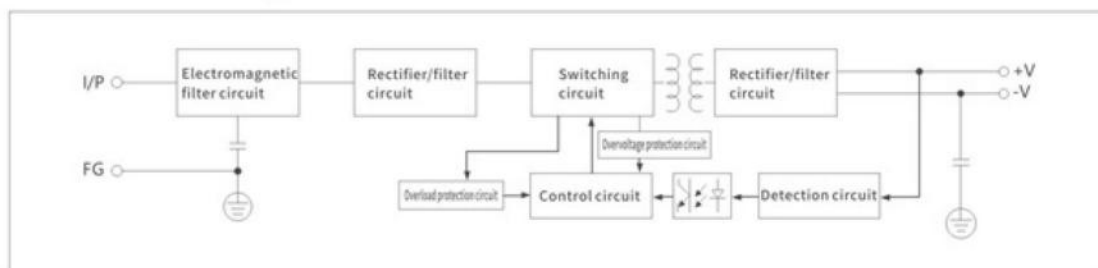 I/P
Electromagnetic
filter circuit
Rectifier/filter
circuit
Switching
circuit
Rectifier/filter
circuit
+V
-V
Overvoltage protection circuit
FG
Overload protection circuit
Control circuit
Detection circuit